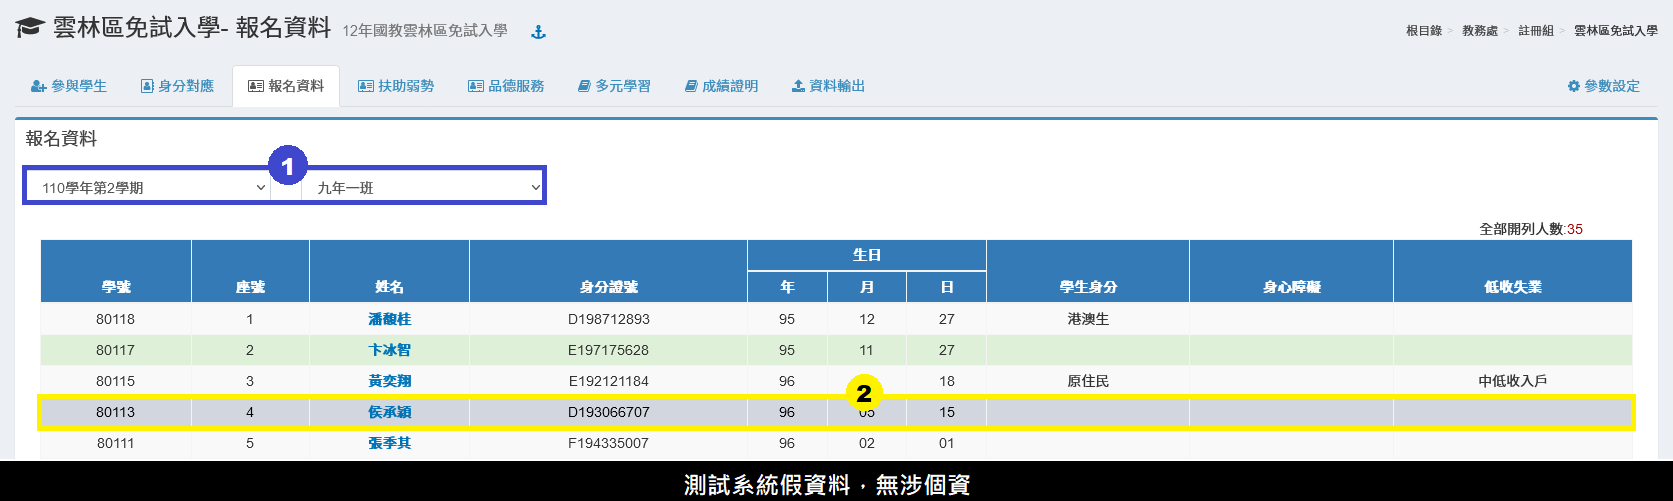 雲林區免試入學- 報名資料 12年國教雲林區免試入學
根目錄 > 教務處 > 註冊組 > 雲林區免試入學
參與學生 身分對應 報名資料 扶助弱勢 品德服務 多元學習 成績證明 資料輸出 參數設定
報名資料
1
110學年第2學期 九年一班
全部開列人數:35
生日
學號 座號 姓名 身分證號 年 月 日 學生身分 身心障礙 低收失業
80118 1 潘馥桂 D198712893 95 12 27 港澳生
80117 2 卞冰智 E197175628 95 11 27
80115 3 黃奕翔 E192121184 96 18 原住民 中低收入戶
2
80113 4 侯承穎 D193066707 96 05 15
80111 5 張季其 F194335007 96 02 01
測試系統假資料，無涉個資